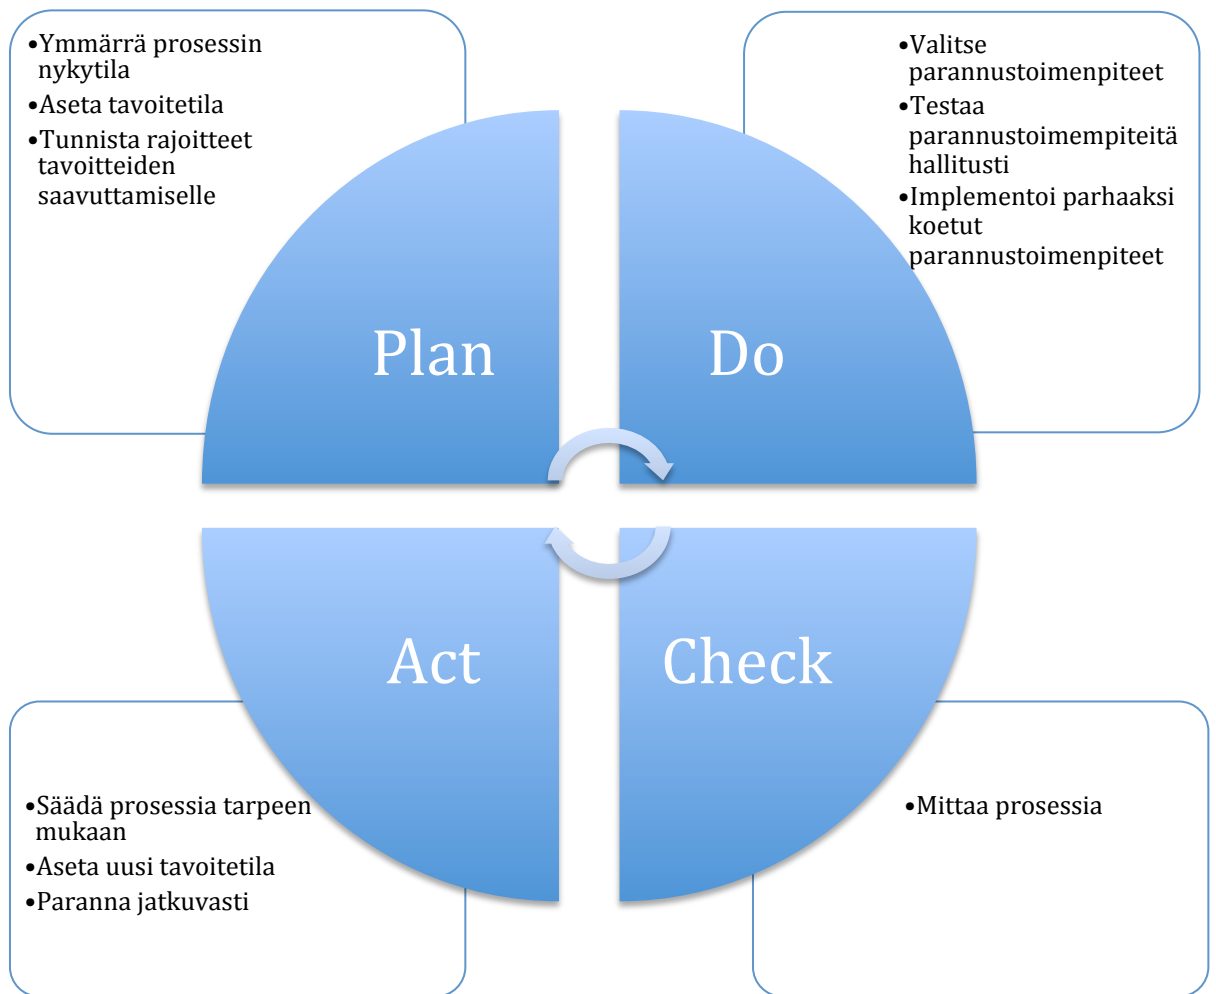 •Ymmärrä prosessin
nykytila
•Aseta tavoitetila
•Tunnista rajoitteet
tavoitteiden
saavuttamiselle
•Valitse
parannustoimenpiteet
•Testaa
parannustoimempiteitä
hallitusti
•Implementoi parhaaksi
koetut
parannustoimenpiteet
Plan
Do
Act
Check
•Säädä prosessia tarpeen
mukaan
•Aseta uusi tavoitetila
•Paranna jatkuvasti
•Mittaa prosessia